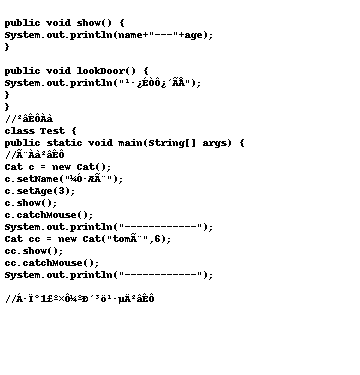 public void show() {
System.out.println(name+"---"+age);
}
public void lookDoor() {
System.out.println("¹·¿ÉÒÔ¿´ÃÅ");
}
}
//²âÊÔÀà
class Test {
public static void main(String[] args) {
//Ã¨Àà²âÊÔ
Cat c = new Cat();
c.setName("¼Ó·ÆÃ¨");
c.setAge(3);
c.show();
c.catchMouse();
System.out.println("------------");
Cat cc = new Cat("tomÃ¨",6);
cc.show();
cc.catchMouse();
System.out.println("------------");
//Á·Ï°1£º×Ô¼ºÐ´³ö¹·µÄ²âÊÔ